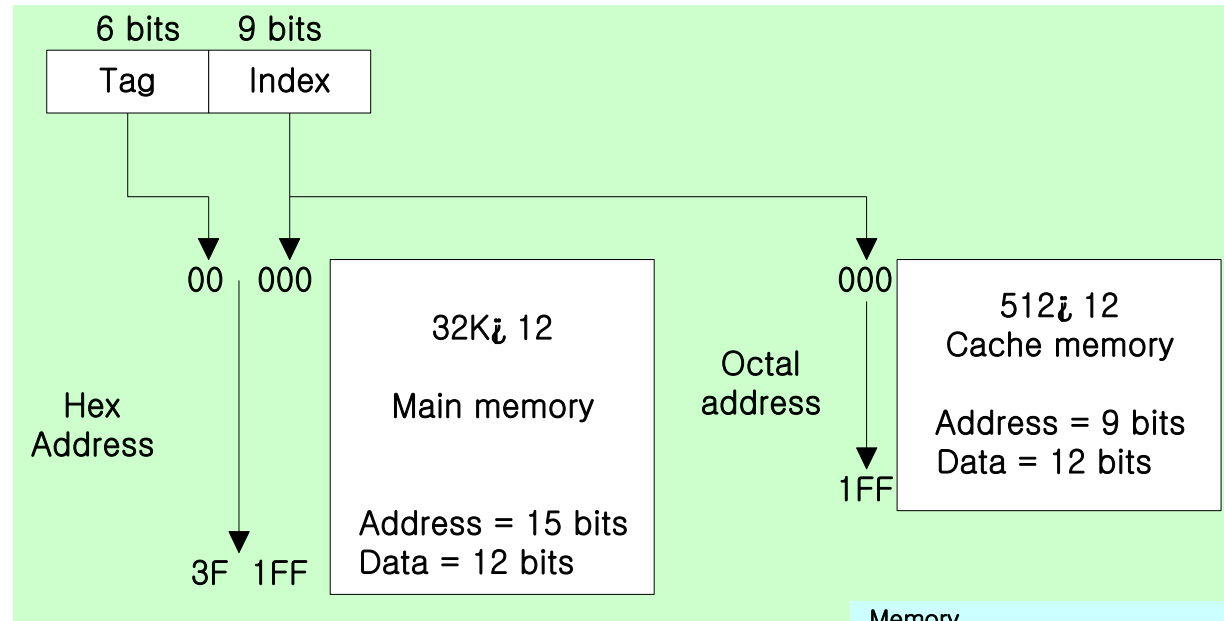 6 bits 9 bits
Tag Index
00 000
32K¿ 12
Main memory
Address = 15 bits
Data = 12 bits
Hex
Address
3F 1FF
000
Octal
address
1FF
512¿ 12
Cache memory
Address = 9 bits
Data = 12 bits